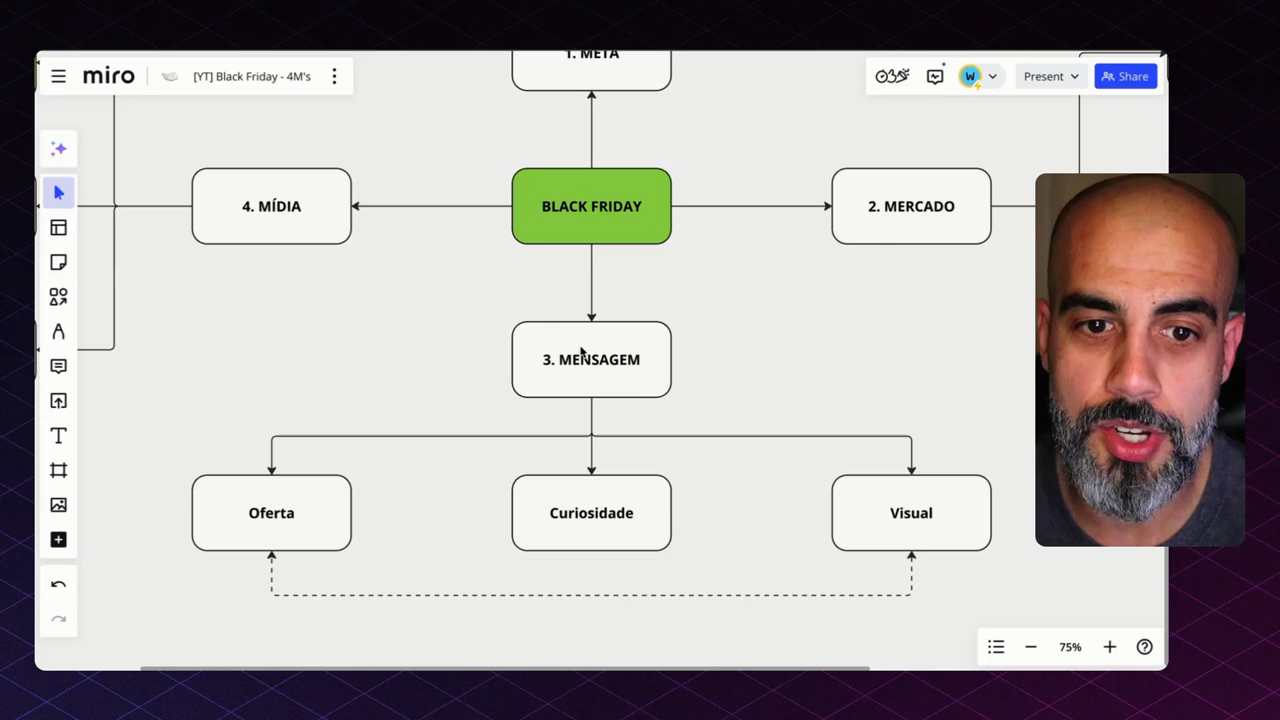 1. META
miro
[YT] Black Friday - 4M's
W
Present
Share
4. MÍDIA
BLACK FRIDAY
2. MERCADO
3. MENSAGEM
Oferta
Curiosidade
Visual
75%